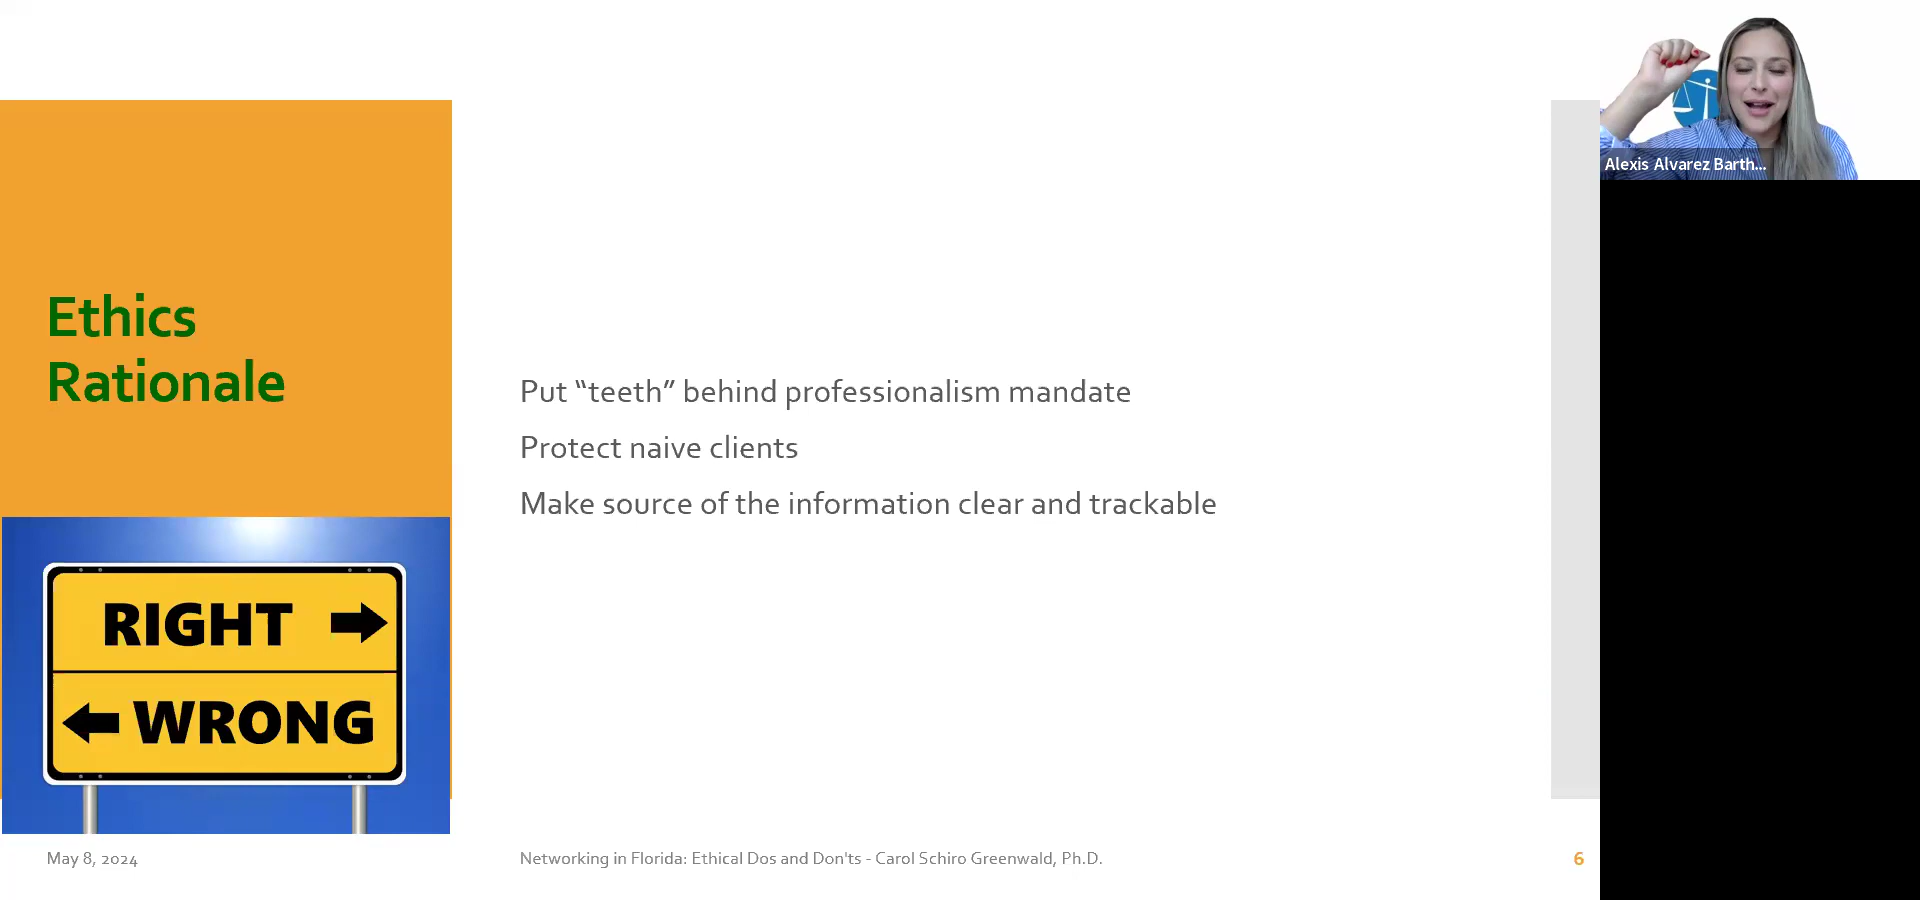 Ethics
Rationale
Put “teeth” behind professionalism mandate
Protect naive clients
Make source of the information clear and trackable
RIGHT
WRONG
May 8, 2024
Networking in Florida: Ethical Dos and Don'ts - Carol Schiro Greenwald, Ph.D.
6
Alexis Alvarez Barth...